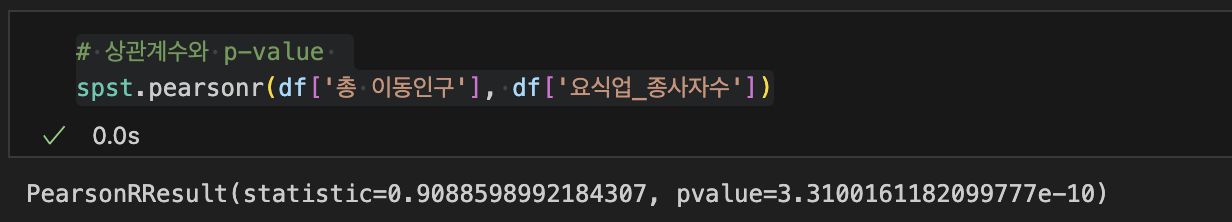 # 상관계수와 p-value
spst.pearsonr(df['총 이동인구'], df['요식업_종사자수'])
✓ 0.0s
PearsonRResult(statistic=0.9088598992184307, pvalue=3.3100161182099777e-10)